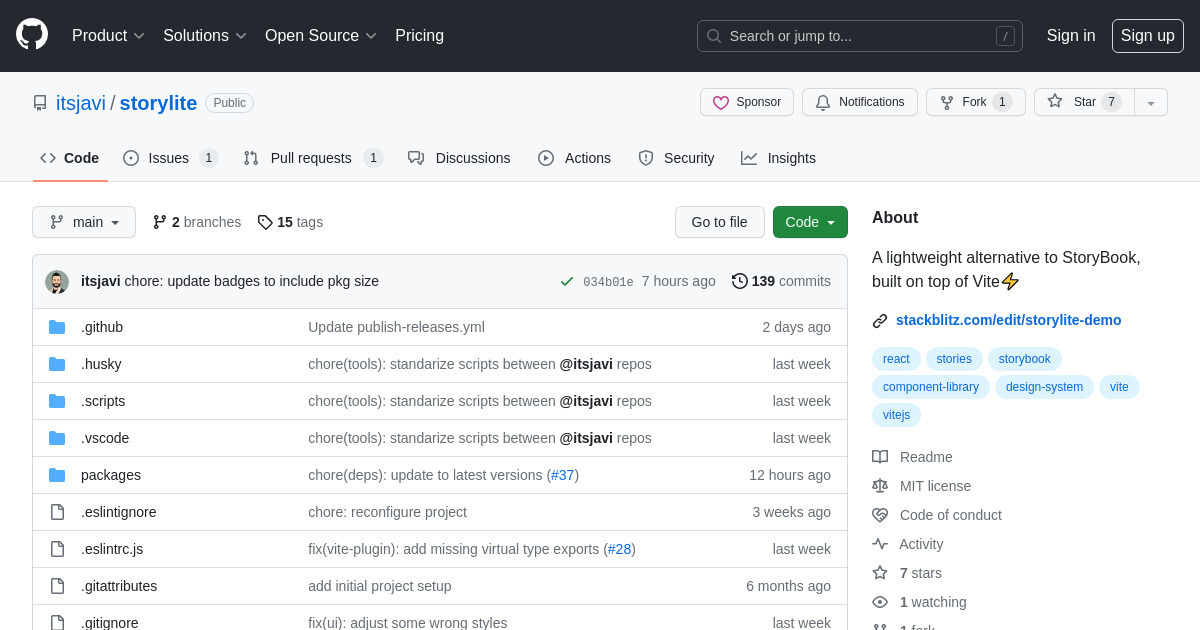 Product Solutions Open Source Pricing Search or jump to... / Sign in Sign up
itsjavi / storylite Public Sponsor Notifications Fork 1 Star 7
Code Issues 1 Pull requests 1 Discussions Actions Security Insights
main 2 branches 15 tags Go to file Code
itsjavi chore: update badges to include pkg size 034b01e 7 hours ago 139 commits
.github Update publish-releases.yml 2 days ago
.husky chore(tools): standarize scripts between @itsjavi repos last week
.scripts chore(tools): standarize scripts between @itsjavi repos last week
.vscode chore(tools): standarize scripts between @itsjavi repos last week
packages chore(deps): update to latest versions (#37) 12 hours ago
.eslintignore chore: reconfigure project 3 weeks ago
.eslintrc.js fix(vite-plugin): add missing virtual type exports (#28) last week
.gitattributes add initial project setup 6 months ago
.gitignore fix(ui): adjust some wrong styles last week
About
A lightweight alternative to StoryBook,
built on top of Vite⚡
stackblitz.com/edit/storylite-demo
react stories storybook
component-library design-system vite
vitejs
Readme
MIT license
Code of conduct
Activity
7 stars
1 watching
1 fork